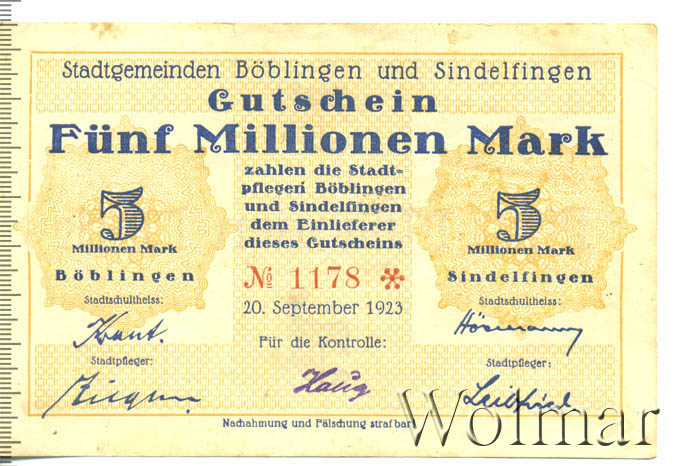 Stadtgemeinden Böblingen und Sindelfingen
Gutschein
Fünf Millionen Mark
zahlen die Stadt=
pflegen Böblingen
und Sindelfingen
dem Einlieferer
dieses Gutscheins
5
Millionen Mark
Böblingen
5
Millionen Mark
Sindelfingen
№ 1178 *
20. September 1923
Stadtschultheiss:
Stadtschultheiss:
Für die Kontrolle:
Stadtpfleger:
Stadtpfleger:
Haug
Nachahmung und Fälschung strafbar
Wolmar